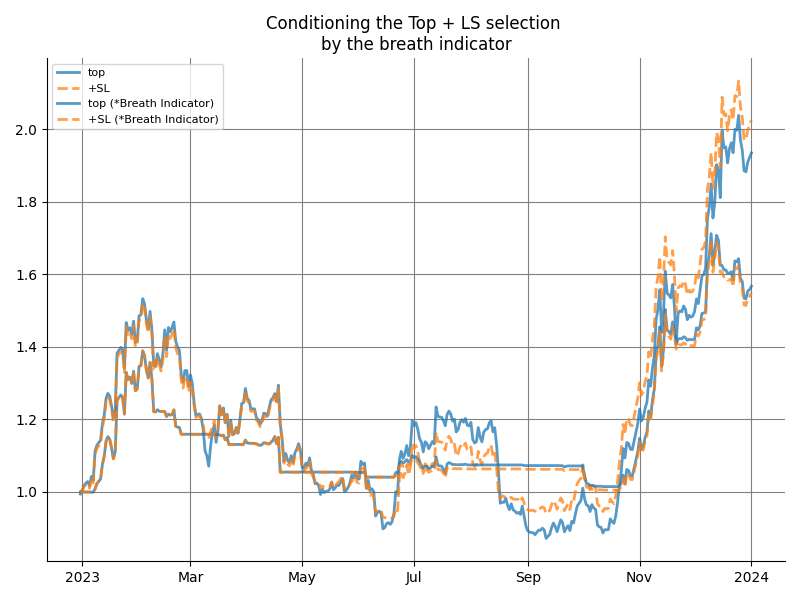 Conditioning the Top + LS selection
by the breath indicator
top
+SL
top (*Breath Indicator)
+SL (*Breath Indicator)
2.0
1.8
1.6
1.4
1.2
1.0
2023
Mar
May
Jul
Sep
Nov
2024